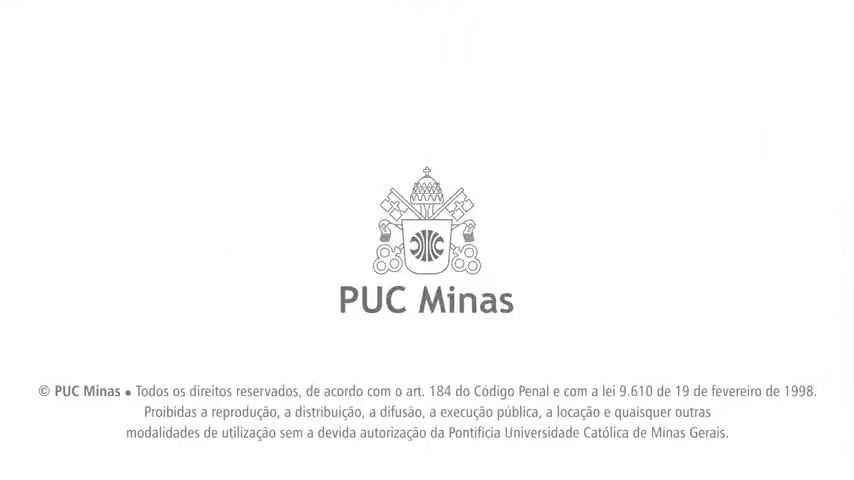 PUC Minas
© PUC Minas • Todos os direitos reservados, de acordo com o art. 184 do Código Penal e com a lei 9.610 de 19 de fevereiro de 1998.
Proibidas a reprodução, a distribuição, a difusão, a execução pública, a locação e quaisquer outras
modalidades de utilização sem a devida autorização da Pontifícia Universidade Católica de Minas Gerais.